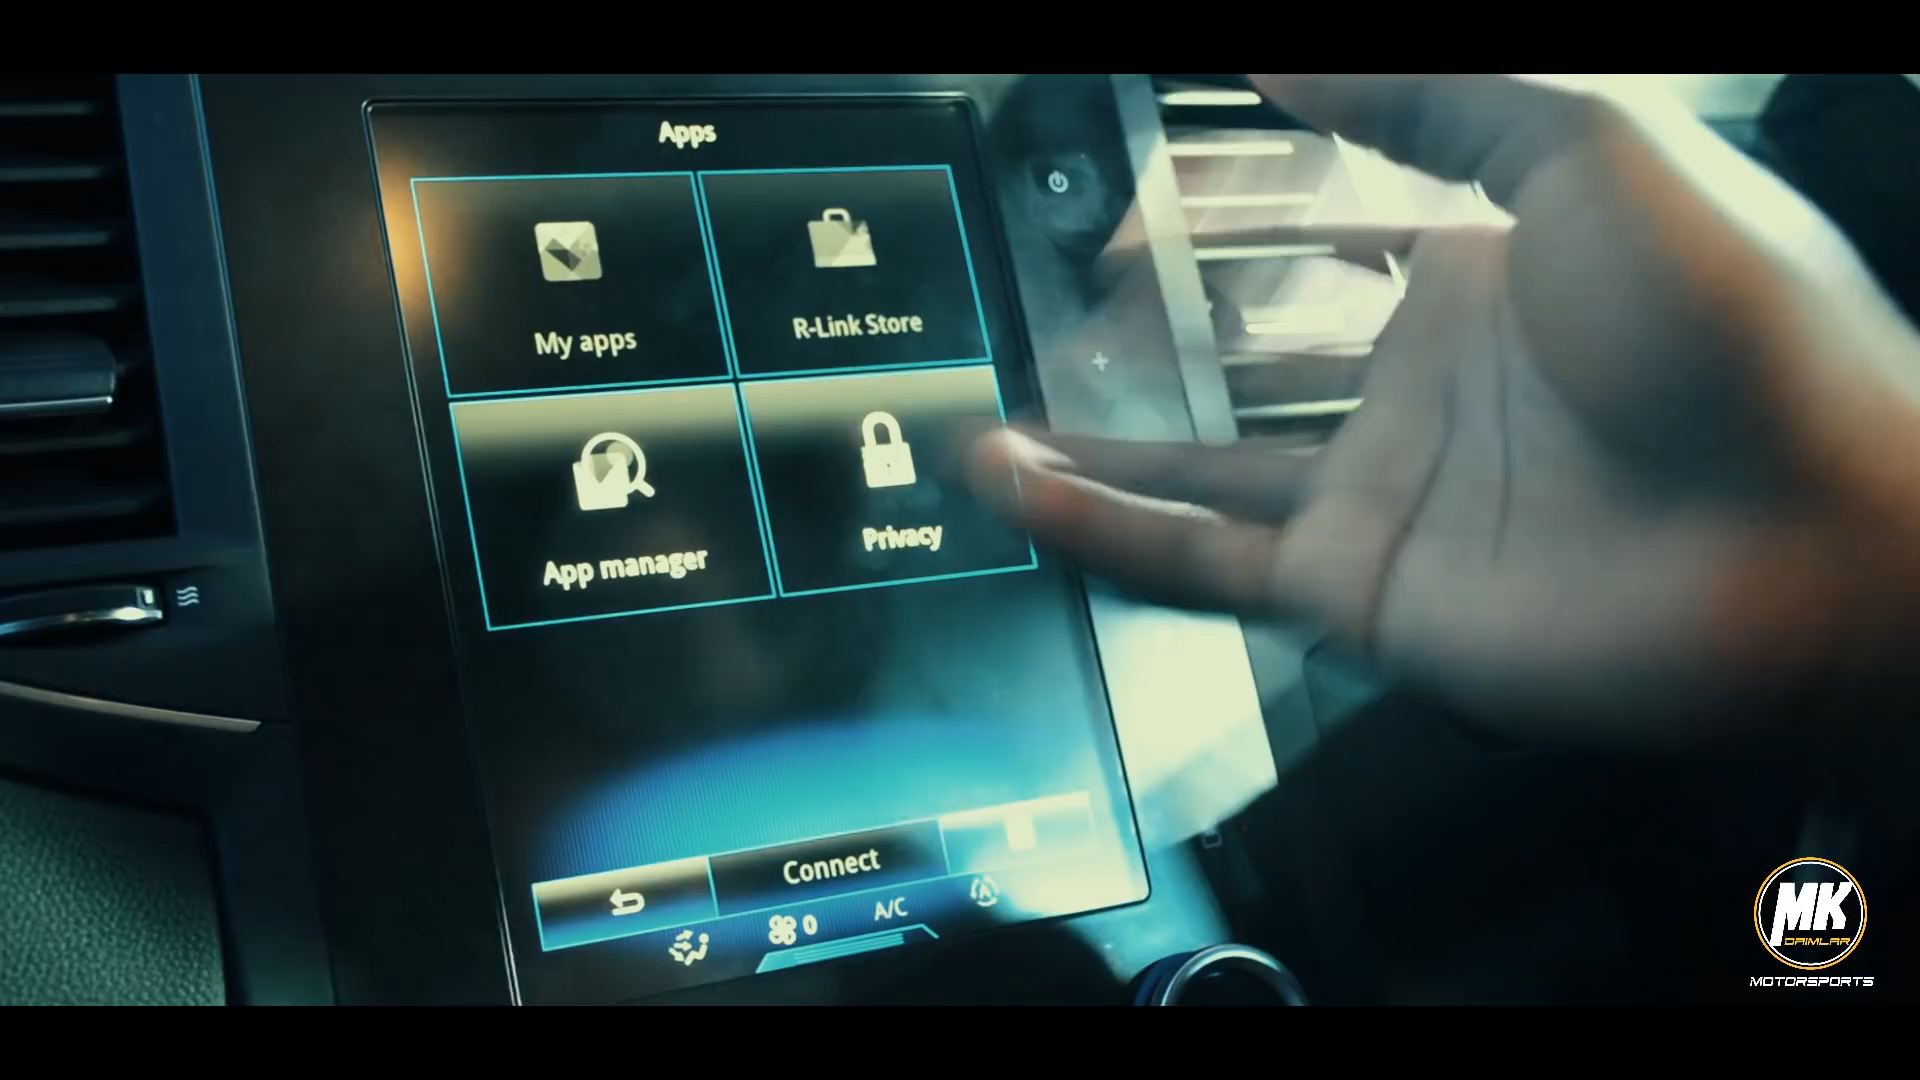 Apps
My apps
R-Link Store
App manager
Privacy
Connect
0
A/C
A
MK
DAIMLAR
MOTORSPORTS